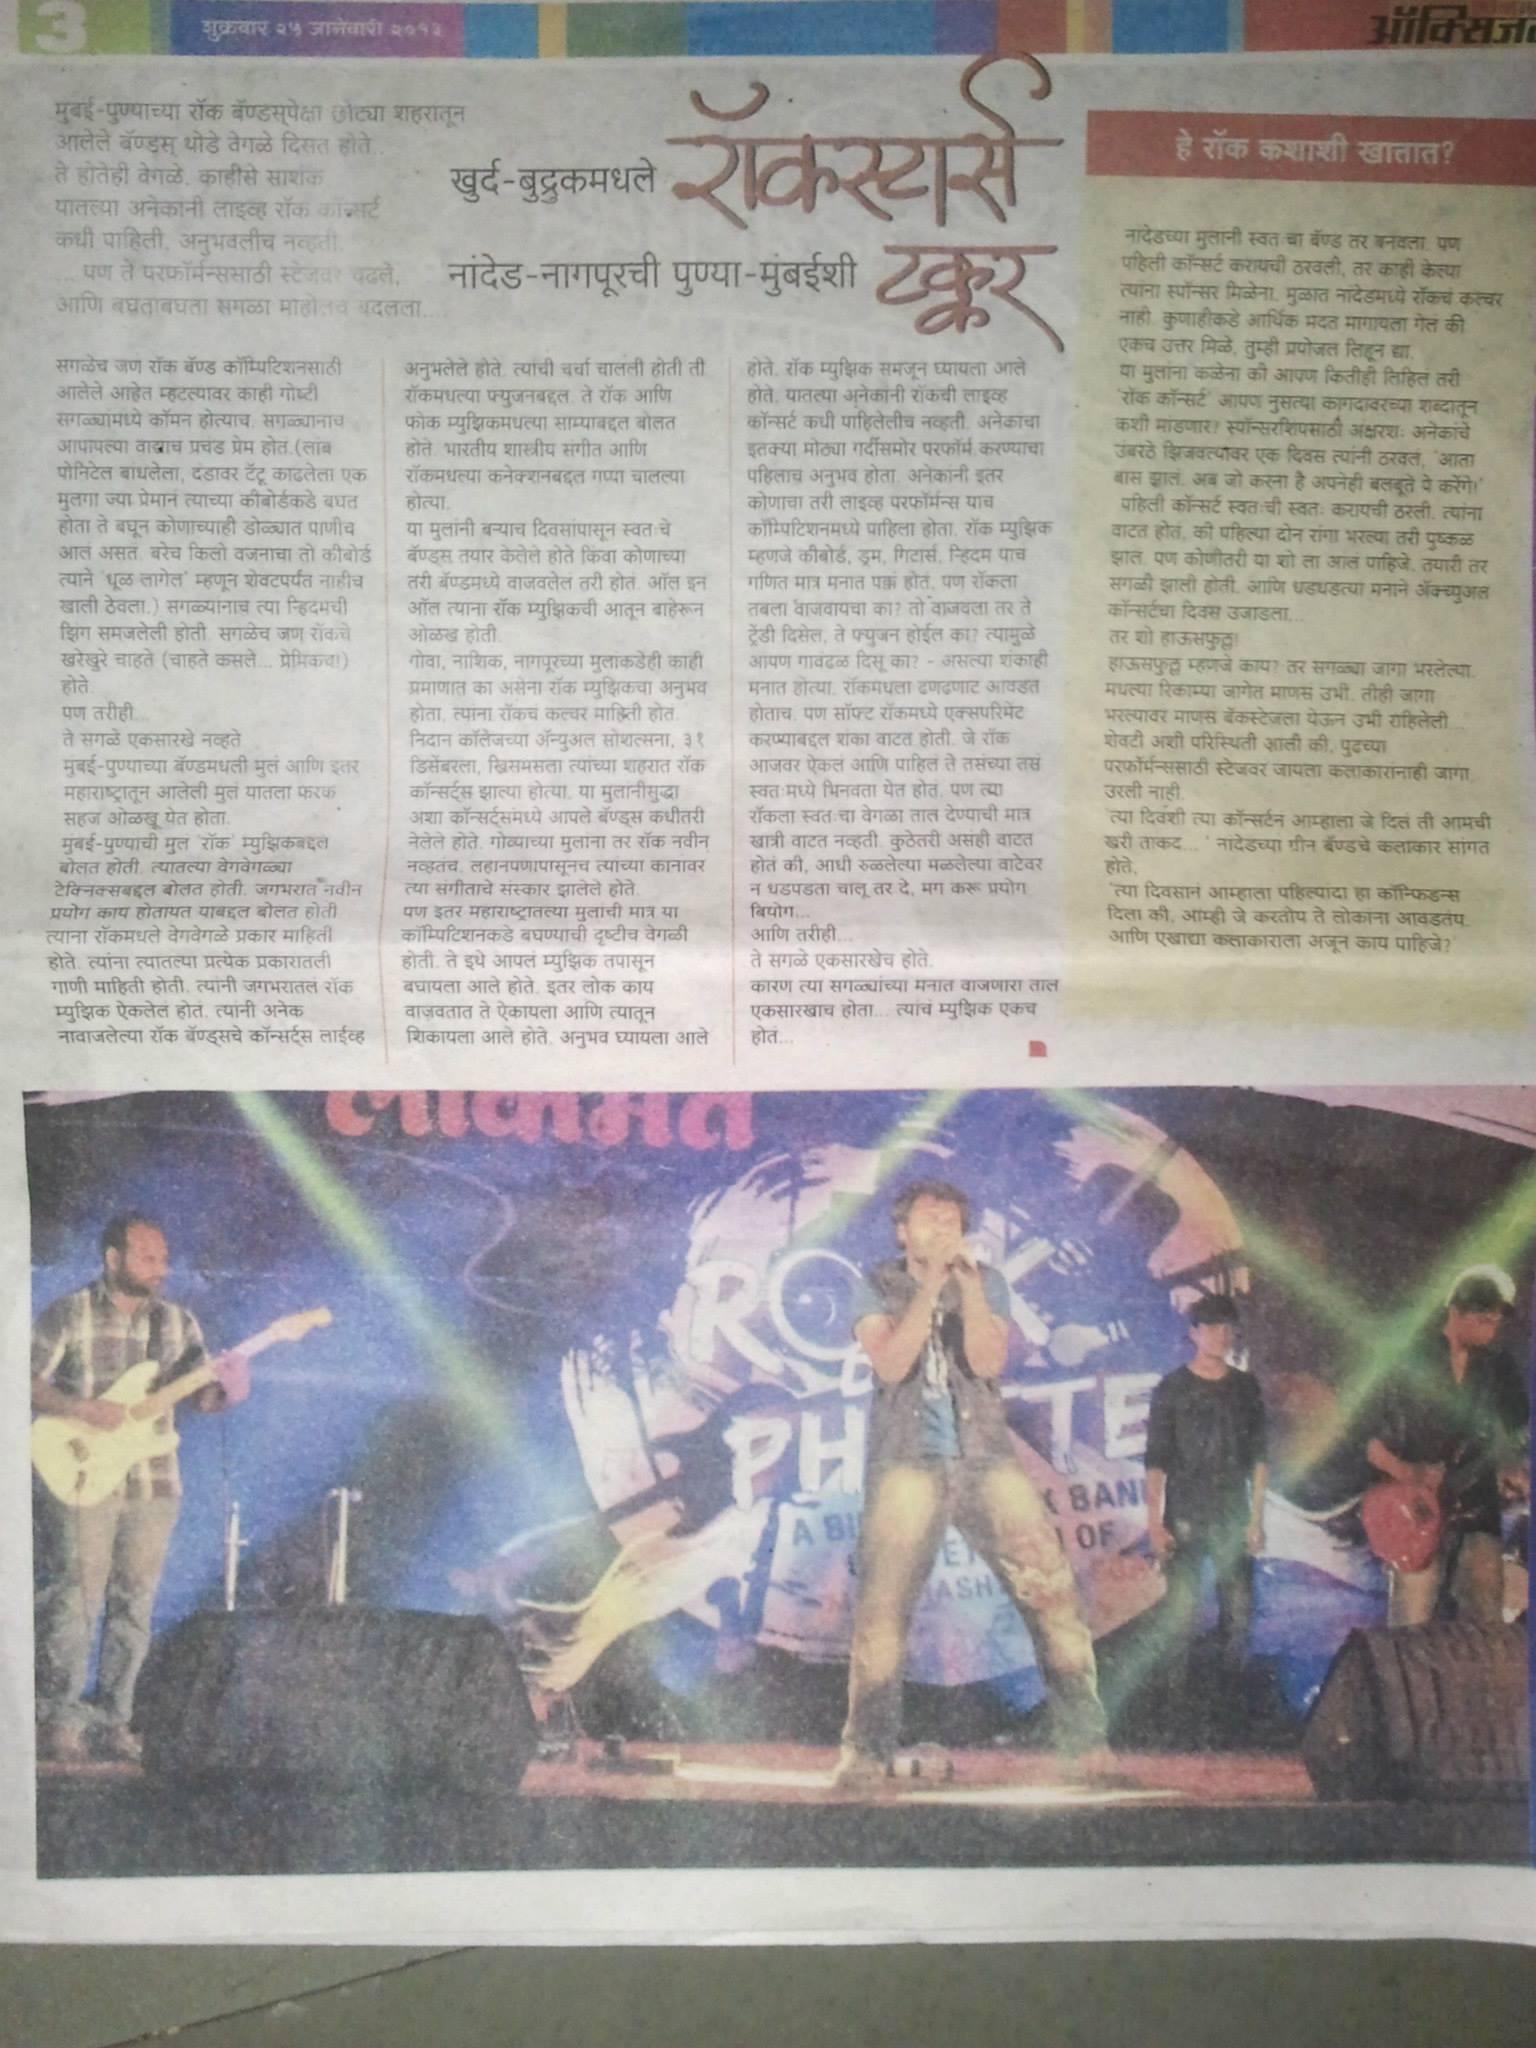 3
शुक्रवार २५ जानेवारी २०१३
ऑक्सिजन
मुंबई-पुण्याच्या रॉक बॅण्डस्‌पेक्षा छोट्या शहरातून
आलेले बॅण्डस् थोडे वेगळे दिसत होते..
ते होतेही वेगळे. काहीसे साशंक
यातल्या अनेकांनी लाइव्ह रॉक कॉन्सर्ट
कधी पाहिली, अनुभवलीच नव्हती.
... पण ते परफॉर्मन्ससाठी स्टेजवर चढले,
आणि बघताबघता सगळा माहोलच बदलला....
खुर्द-बुद्रुकमधले रॉकस्टार्स
नांदेड-नागपूरची पुण्या-मुंबईशी टक्कर
सगळेच जण रॉक बॅण्ड कॉम्पिटिशनसाठी
आलेले आहेत म्हटल्यावर काही गोष्टी
सगळ्यांमध्ये कॉमन होत्याच. सगळ्यानाच
आपापल्या वाद्याच प्रचंड प्रेम होतं.(लांब
पोनिटेल बांधलेला, दंडावर टॅटू काढलेला एक
मुलगा ज्या प्रेमानं त्याच्या कीबोर्डकडे बघत
होता ते बघून कोणाच्याही डोळ्यात पाणीच
आलं असतं. बरेच किलो वजनाचा तो कीबोर्ड
त्याने 'धूळ लागेल' म्हणून शेवटपर्यंत नाहीच
खाली ठेवला.) सगळ्यांनाच त्या ऱ्हिदमची
झिंग समजलेली होती. सगळेच जण रॉकचे
खरेखुरे चाहते (चाहते कसले... प्रेमिकच!)
होते.
पण तरीही...
ते सगळे एकसारखे नव्हते
मुंबई-पुण्याच्या बॅण्डमधली मुलं आणि इतर
महाराष्ट्रातून आलेली मुलं यातला फरक
सहज ओळखू येत होता.
मुंबई-पुण्याची मुलं 'रॉक' म्युझिकबद्दल
बोलत होती. त्यातल्या वेगवेगळ्या
टेक्निक्सबद्दल बोलत होती. जगभरात नवीन
प्रयोग काय होतायत याबद्दल बोलत होती
त्याना रॉकमधले वेगवेगळे प्रकार माहिती
होते. त्यांना त्यातल्या प्रत्येक प्रकारातली
गाणी माहिती होती. त्यांनी जगभरातलं रॉक
म्युझिक ऐकलेलं होतं. त्यांनी अनेक
नावाजलेल्या रॉक बॅण्ड्सचे कॉन्सर्ट्स लाईव्ह
अनुभलेले होते. त्यांची चर्चा चालली होती ती
रॉकमधल्या फ्युजनबद्दल. ते रॉक आणि
फोक म्युझिकमधल्या साम्याबद्दल बोलत
होते. भारतीय शास्त्रीय संगीत आणि
रॉकमधल्या कनेक्शनबद्दल गप्पा चालल्या
होत्या.
या मुलांनी बऱ्याच दिवसांपासून स्वतःचे
बॅण्ड्स् तयार केलेले होते किंवा कोणाच्या
तरी बॅण्डमध्ये वाजवलेलं तरी होतं. ऑल इन
ऑल त्याना रॉक म्युझिकची आतून बाहेरून
ओळख होती.
गोवा, नाशिक, नागपूरच्या मुलांकडेही काही
प्रमाणात का असेना रॉक म्युझिकचा अनुभव
होता, त्यांना रॉकचं कल्चर माहिती होतं.
निदान कॉलेजच्या ॲन्युअल सोशल्सना, ३१
डिसेंबरला, ख्रिसमसला त्यांच्या शहरात रॉक
कॉन्सर्ट्स झाल्या होत्या. या मुलांनीसुद्धा
अशा कॉन्सर्ट्समध्ये आपले बॅण्ड्स कधीतरी
नेलेले होते. गोव्याच्या मुलांना तर रॉक नवीन
नव्हतंच. लहानपणापासूनच त्यांच्या कानांवर
त्या संगीताचे संस्कार झालेले होते.
पण इतर महाराष्ट्रातल्या मुलांची मात्र या
कॉम्पिटिशनकडे बघण्याची दृष्टीच वेगळी
होती. ते इथे आपलं म्युझिक तपासून
बघायला आले होते. इतर लोक काय
वाजवतात ते ऐकायला आणि त्यातून
शिकायला आले होते. अनुभव घ्यायला आले
होते. रॉक म्युझिक समजून घ्यायला आले
होते. यातल्या अनेकांनी रॉकची लाइव्ह
कॉन्सर्ट कधी पाहिलेलीच नव्हती. अनेकांचा
इतक्या मोठ्या गर्दीसमोर परफॉर्म करण्याचा
पहिलाच अनुभव होता. अनेकांनी इतर
कोणाचा तरी लाइव्ह परफॉर्मन्स याच
कॉम्पिटिशनमध्ये पाहिला होता. रॉक म्युझिक
म्हणजे कीबोर्ड, ड्रम, गिटार्स, ऱ्हिदम याच
गणित मात्र मनात पक्कं होतं, पण रॉकला
तबला वाजवायचा का? तो वाजवला तर ते
ट्रेंडी दिसेल, ते फ्युजन होईल का? त्यामुळे
आपण गावंढळ दिसू का? - असल्या शंकाही
मनात होत्या. रॉकमधला दणदणाट आवडत
होताच. पण सॉफ्ट रॉकमध्ये एक्सपरिमेंट
करण्याबद्दल शंका वाटत होती. जे रॉक
आजवर ऐकलं आणि पाहिलं ते तसंच्या तसं
स्वतःमध्ये भिनवता येत होतं, पण त्या
रॉकला स्वतःचा वेगळा ताल देण्याची मात्र
खात्री वाटत नव्हती. कुठेतरी असंही वाटत
होतं की, आधी रुळलेल्या मळलेल्या वाटेवर
न धडपडता चालू तर दे, मग करू प्रयोग
बियोग...
आणि तरीही...
ते सगळे एकसारखेच होते.
कारण त्या सगळ्यांच्या मनात वाजणारा ताल
एकसारखाच होता... त्यांचं म्युझिक एकच
होतं...
हे रॉक कशाशी खातात?
नांदेडच्या मुलांनी स्वतःचा बॅण्ड तर बनवला. पण
पहिली कॉन्सर्ट करायची ठरवली, तर काही केल्या
त्यांना स्पॉन्सर मिळेना. मुळात नांदेडमध्ये रॉकचं कल्चर
नाही. कुणाहीकडे आर्थिक मदत मागायला गेलं की
एकच उत्तर मिळे, तुम्ही प्रपोजल लिहून द्या.
या मुलांना कळेना की आपण कितीही लिहिलं तरी
'रॉक कॉन्सर्ट' आपण नुसत्या कागदावरच्या शब्दातून
कशी मांडणार? स्पॉन्सरशिपसाठी अक्षरशः अनेकांचे
उंबरठे झिजवल्यावर एक दिवस त्यांनी ठरवलं, 'आता
बास झालं. अब जो करना है अपनेही बलबूते पे करेंगे!'
पहिली कॉन्सर्ट स्वतःची स्वतः करायची ठरली. त्यांना
वाटत होतं, की पहिल्या दोन रांगा भरल्या तरी पुष्कळ
झालं. पण कोणीतरी या शो ला आलं पाहिजे. तयारी तर
सगळी झाली होती. आणि धडधडत्या मनाने ॲक्च्युअल
कॉन्सर्टचा दिवस उजाडला...
तर शो हाऊसफुल्ल!
हाऊसफुल्ल म्हणजे काय? तर सगळ्या जागा भरलेल्या.
मधल्या रिकाम्या जागेत माणसं उभी. तीही जागा
भरल्यावर माणसं बॅकस्टेजला येऊन उभी राहिलेली...
शेवटी अशी परिस्थिती आली की, पुढच्या
परफॉर्मन्ससाठी स्टेजवर जायला कलाकारांनाही जागा
उरली नाही.
'त्या दिवशी त्या कॉन्सर्टनं आम्हाला जे दिलं ती आमची
खरी ताकद... ' नांदेडच्या ग्रीन बॅण्डचे कलाकार सांगत
होते,
'त्या दिवसानं आम्हाला पहिल्यांदा हा कॉन्फिडन्स
दिला की, आम्ही जे करतोय ते लोकांना आवडतंय.
आणि एखाद्या कलाकाराला अजून काय पाहिजे?'
लोकमत